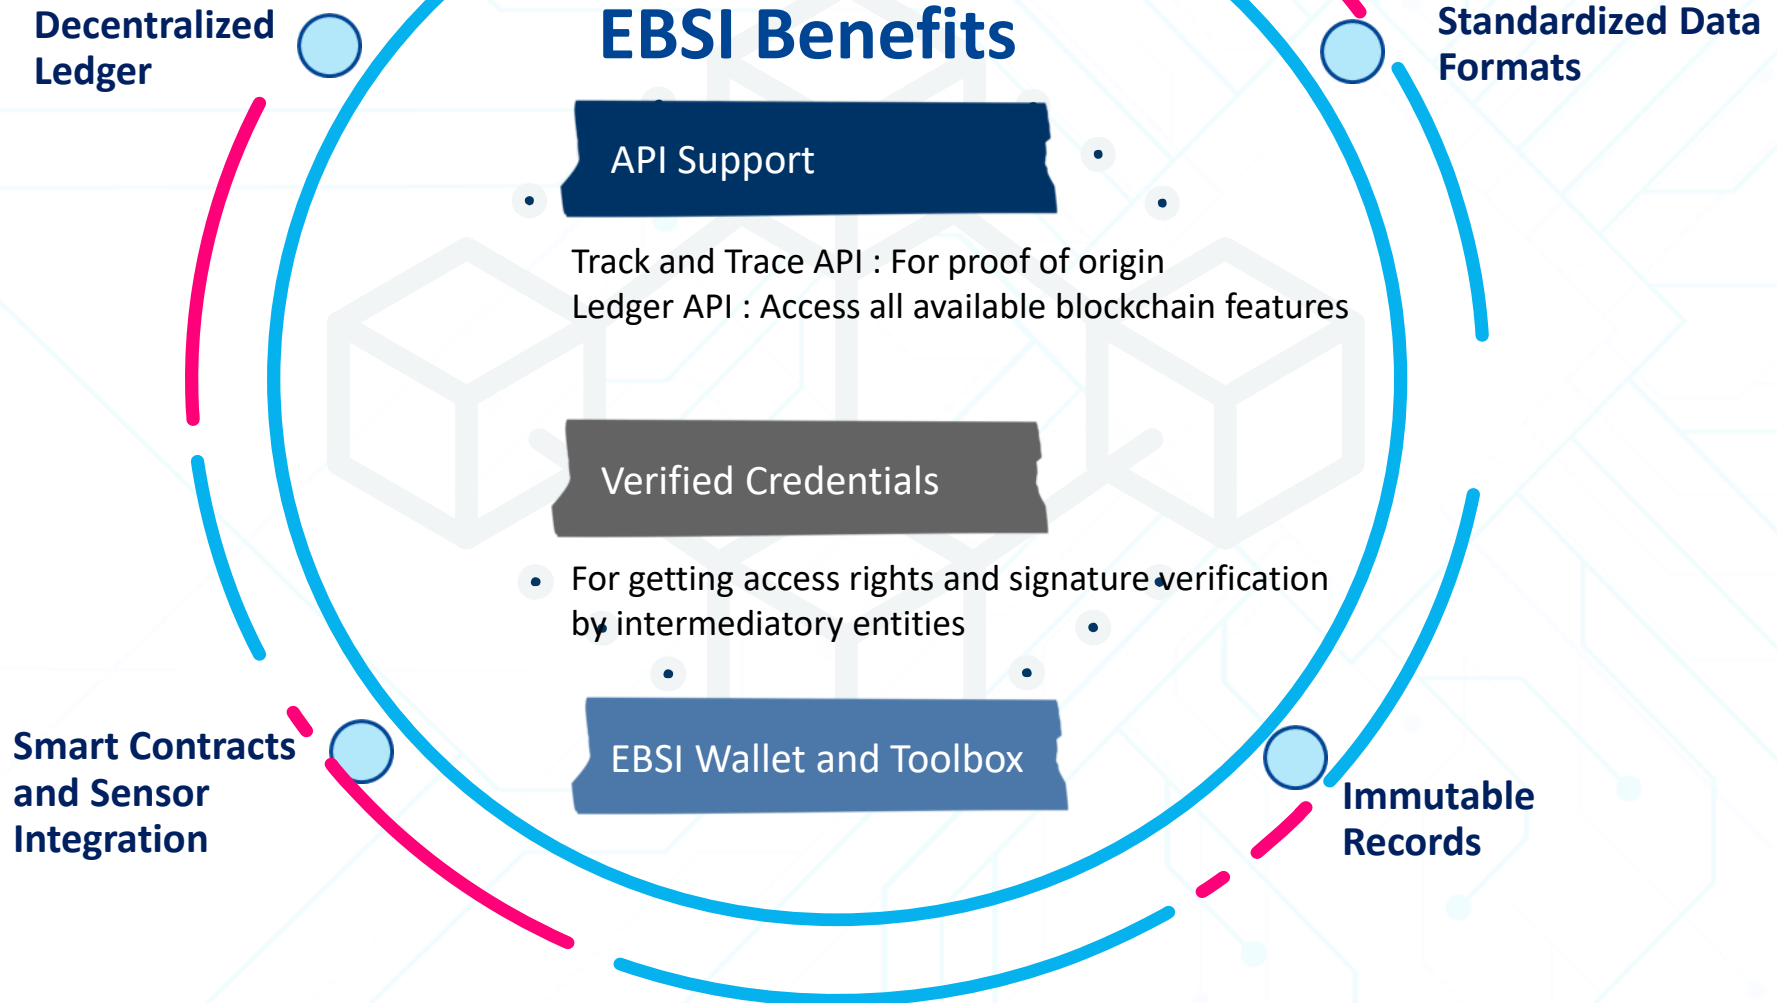 Decentralized
Ledger
EBSI Benefits
Standardized Data
Formats
API Support
Track and Trace API : For proof of origin
Ledger API : Access all available blockchain features
Verified Credentials
For getting access rights and signature verification
by intermediatory entities
EBSI Wallet and Toolbox
Smart Contracts
and Sensor
Integration
Immutable
Records